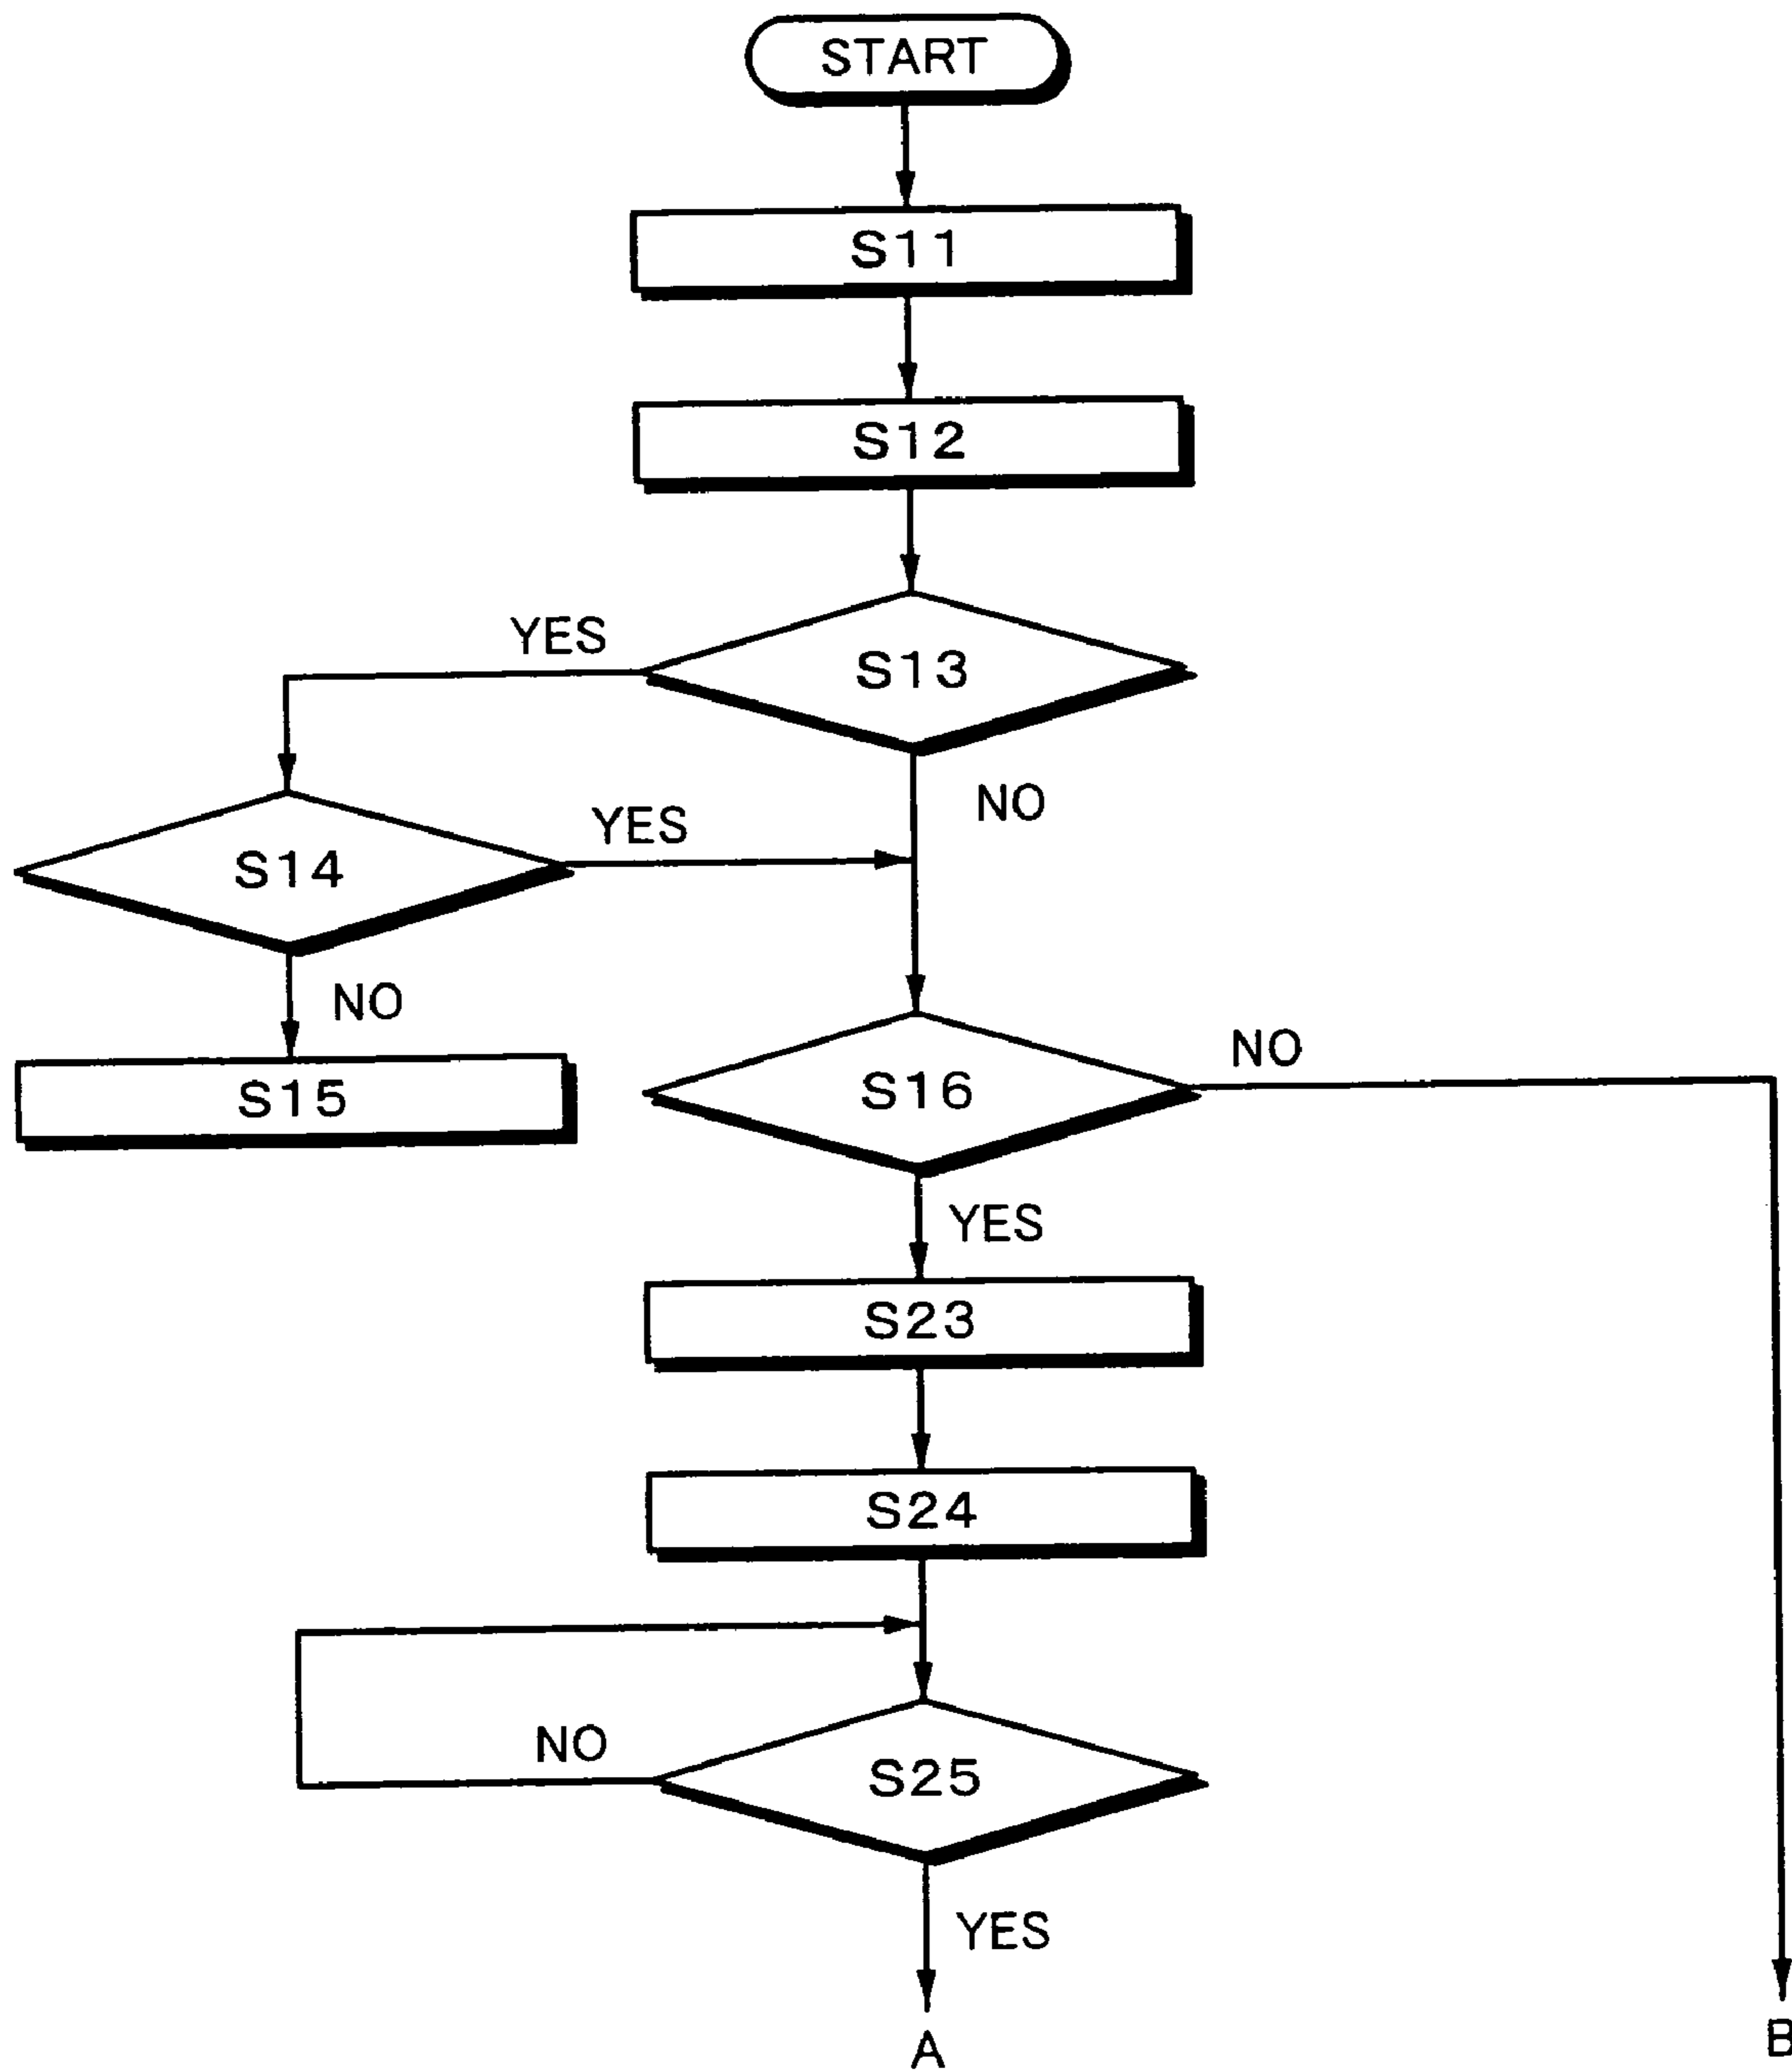 START
S11
S12
YES
S13
NO
YES
S14
NO
S15
S16
NO
YES
S23
S24
NO
S25
YES
A
B